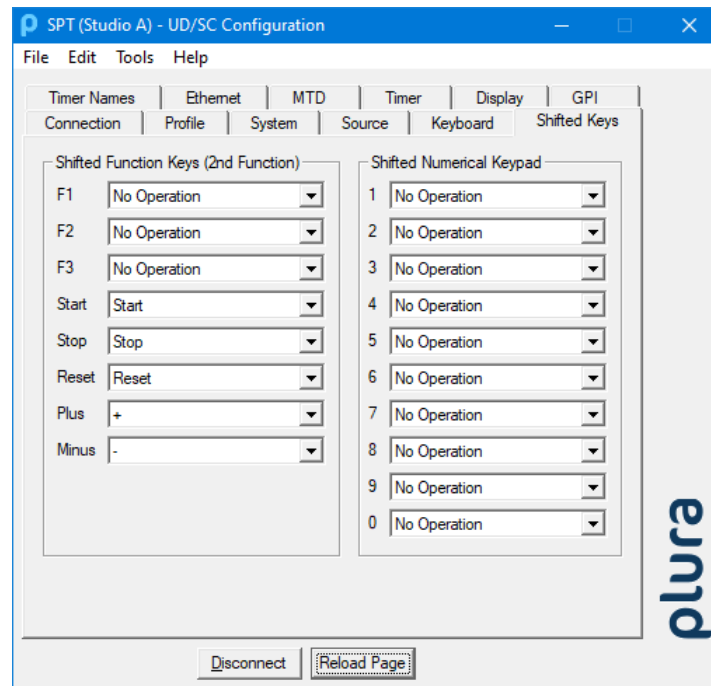 SPT (Studio A) - UD/SC Configuration
File Edit Tools Help
Timer Names Ethernet MTD Timer Display GPI
Connection Profile System Source Keyboard Shifted Keys
Shifted Function Keys (2nd Function)
F1 No Operation
F2 No Operation
F3 No Operation
Start Start
Stop Stop
Reset Reset
Plus +
Minus -
Shifted Numerical Keypad
1 No Operation
2 No Operation
3 No Operation
4 No Operation
5 No Operation
6 No Operation
7 No Operation
8 No Operation
9 No Operation
0 No Operation
plura
Disconnect Reload Page